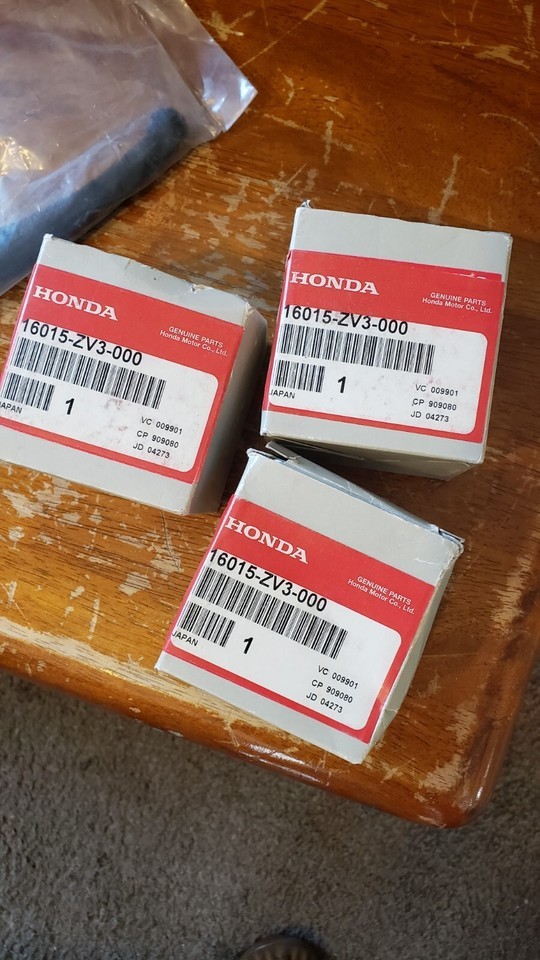 HONDA
GENUINE PARTS
Honda Motor Co., Ltd.
16015-ZV3-000
JAPAN
1
VC 009901
CP 909080
JD 04273
HONDA
GENUINE PARTS
Honda Motor Co., Ltd.
16015-ZV3-000
JAPAN
1
VC 009901
CP 909080
JD 04273
HONDA
GENUINE PARTS
Honda Motor Co., Ltd.
16015-ZV3-000
JAPAN
1
VC 009901
CP 909080
JD 04273